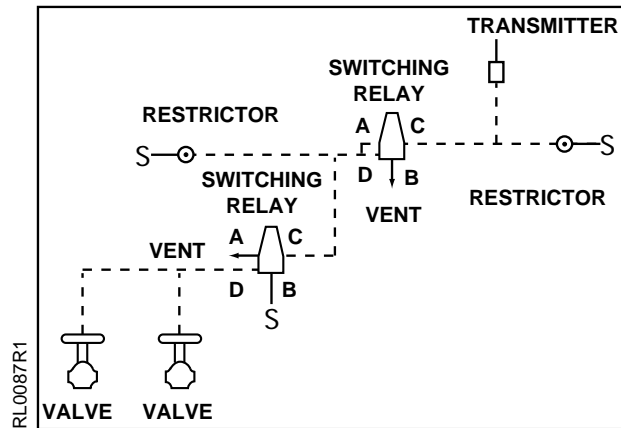 TRANSMITTER
SWITCHING
RELAY
RESTRICTOR
A C
S
S
D B
SWITCHING
RELAY
VENT
RESTRICTOR
A C
VENT
D B
S
VALVE VALVE
RL0087R1